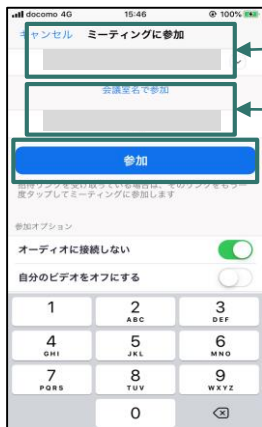 docomo 4G 15:46 100%
キャンセル ミーティングに参加
会議室名で参加
参加
招待リンクを受け取っている場合は、そのリンクをもう一
度タップしてミーティングに参加します
参加オプション
オーディオに接続しない
自分のビデオをオフにする
1 2 3
ABC DEF
4 5 6
GHI JKL MNO
7 8 9
PQRS TUV WXYZ
0